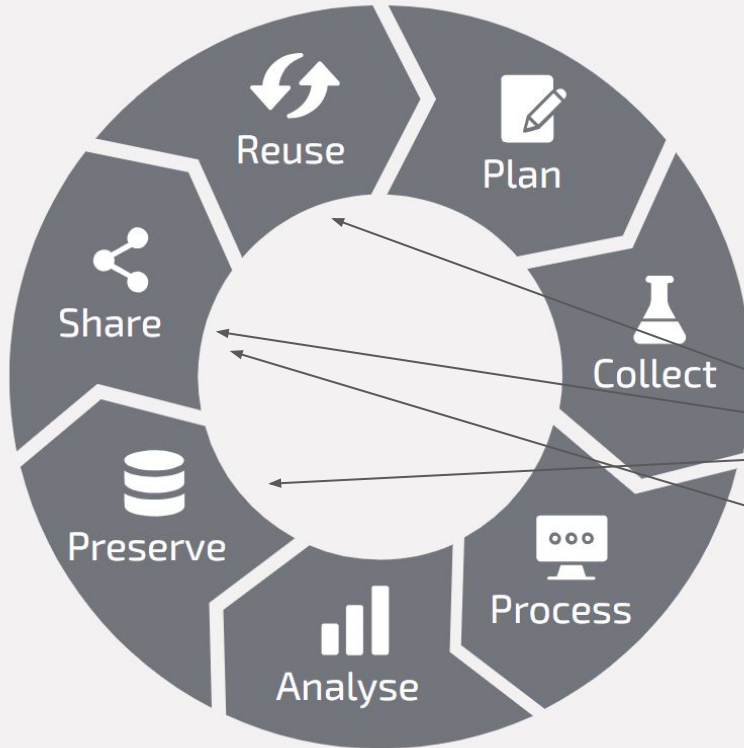 Reuse
Plan
Share
Collect
Preserve
Process
Analyse